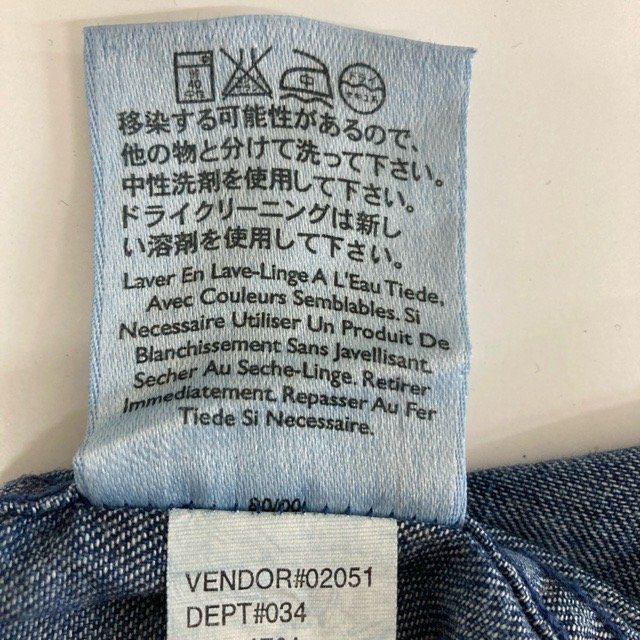 移染する可能性があるので、
他の物と分けて洗って下さい。
中性洗剤を使用して下さい。
ドライクリーニングは新し
い溶剤を使用して下さい。
Laver En Lave-Linge A L'Eau Tiede,
Avec Couleurs Semblables. Si
Necessaire Utiliser Un Produit De
Blanchissement Sans Javellisant.
Secher Au Seche-Linge. Retirer
Immediatement. Repasser Au Fer
Tiede Si Necessaire.
VENDOR#02051
DEPT#034